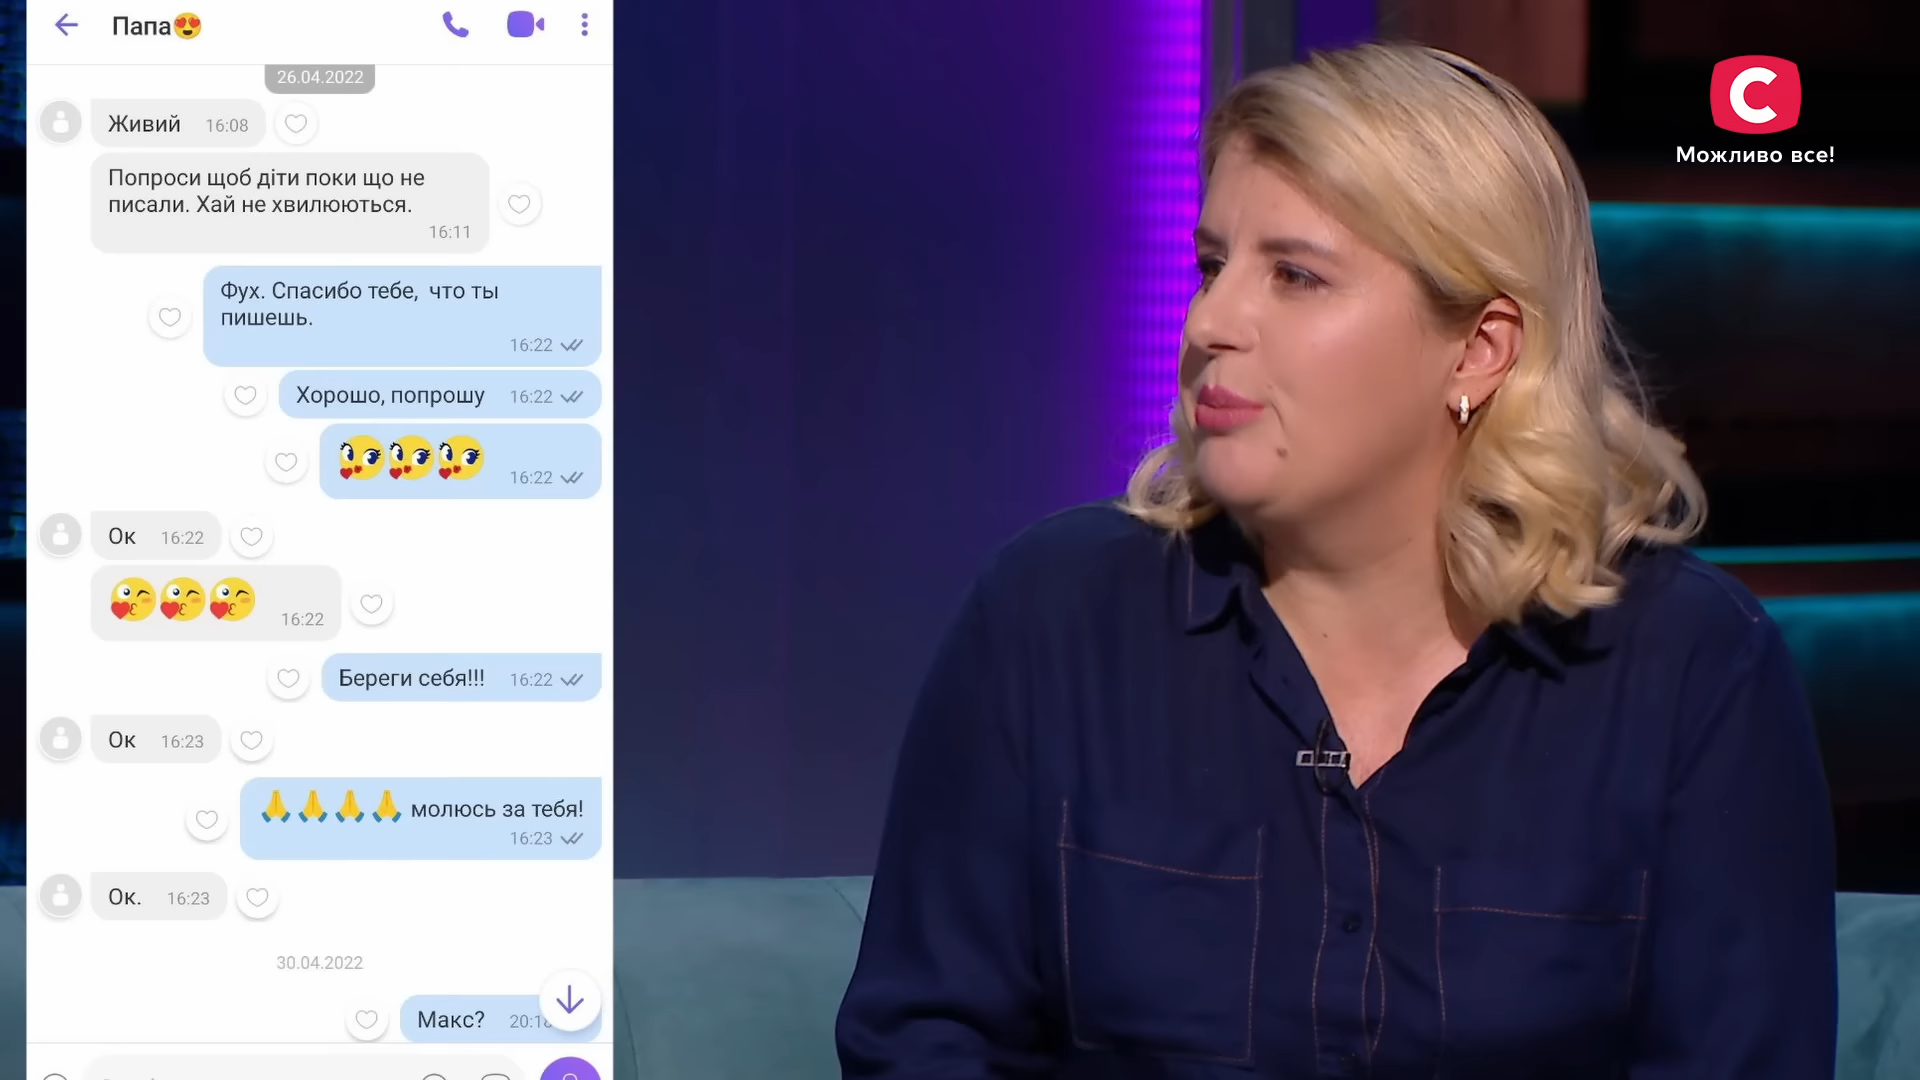 Папа😍
26.04.2022
Живий 16:08
Попроси щоб діти поки що не
писали. Хай не хвилюються.
16:11
Фух. Спасибо тебе, что ты
пишешь.
16:22
Хорошо, попрошу 16:22
16:22
Ок 16:22
16:22
Береги себя!!! 16:22
Ок 16:23
🙏🙏🙏🙏 молюсь за тебя!
16:23
Ок. 16:23
30.04.2022
Макс?
С
Можливо все!